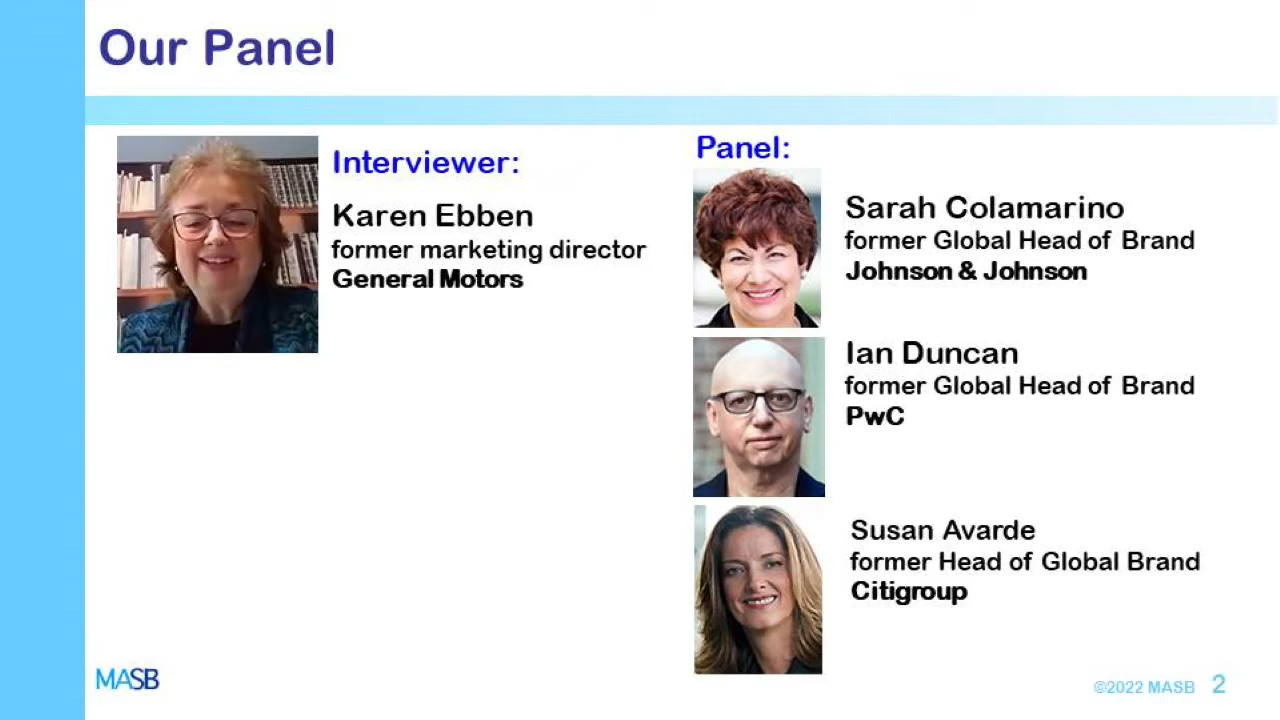 Our Panel
Interviewer:
Karen Ebben
former marketing director
General Motors
Panel:
Sarah Colamarino
former Global Head of Brand
Johnson & Johnson
Ian Duncan
former Global Head of Brand
PwC
Susan Avarde
former Head of Global Brand
Citigroup
MASB
©2022 MASB 2